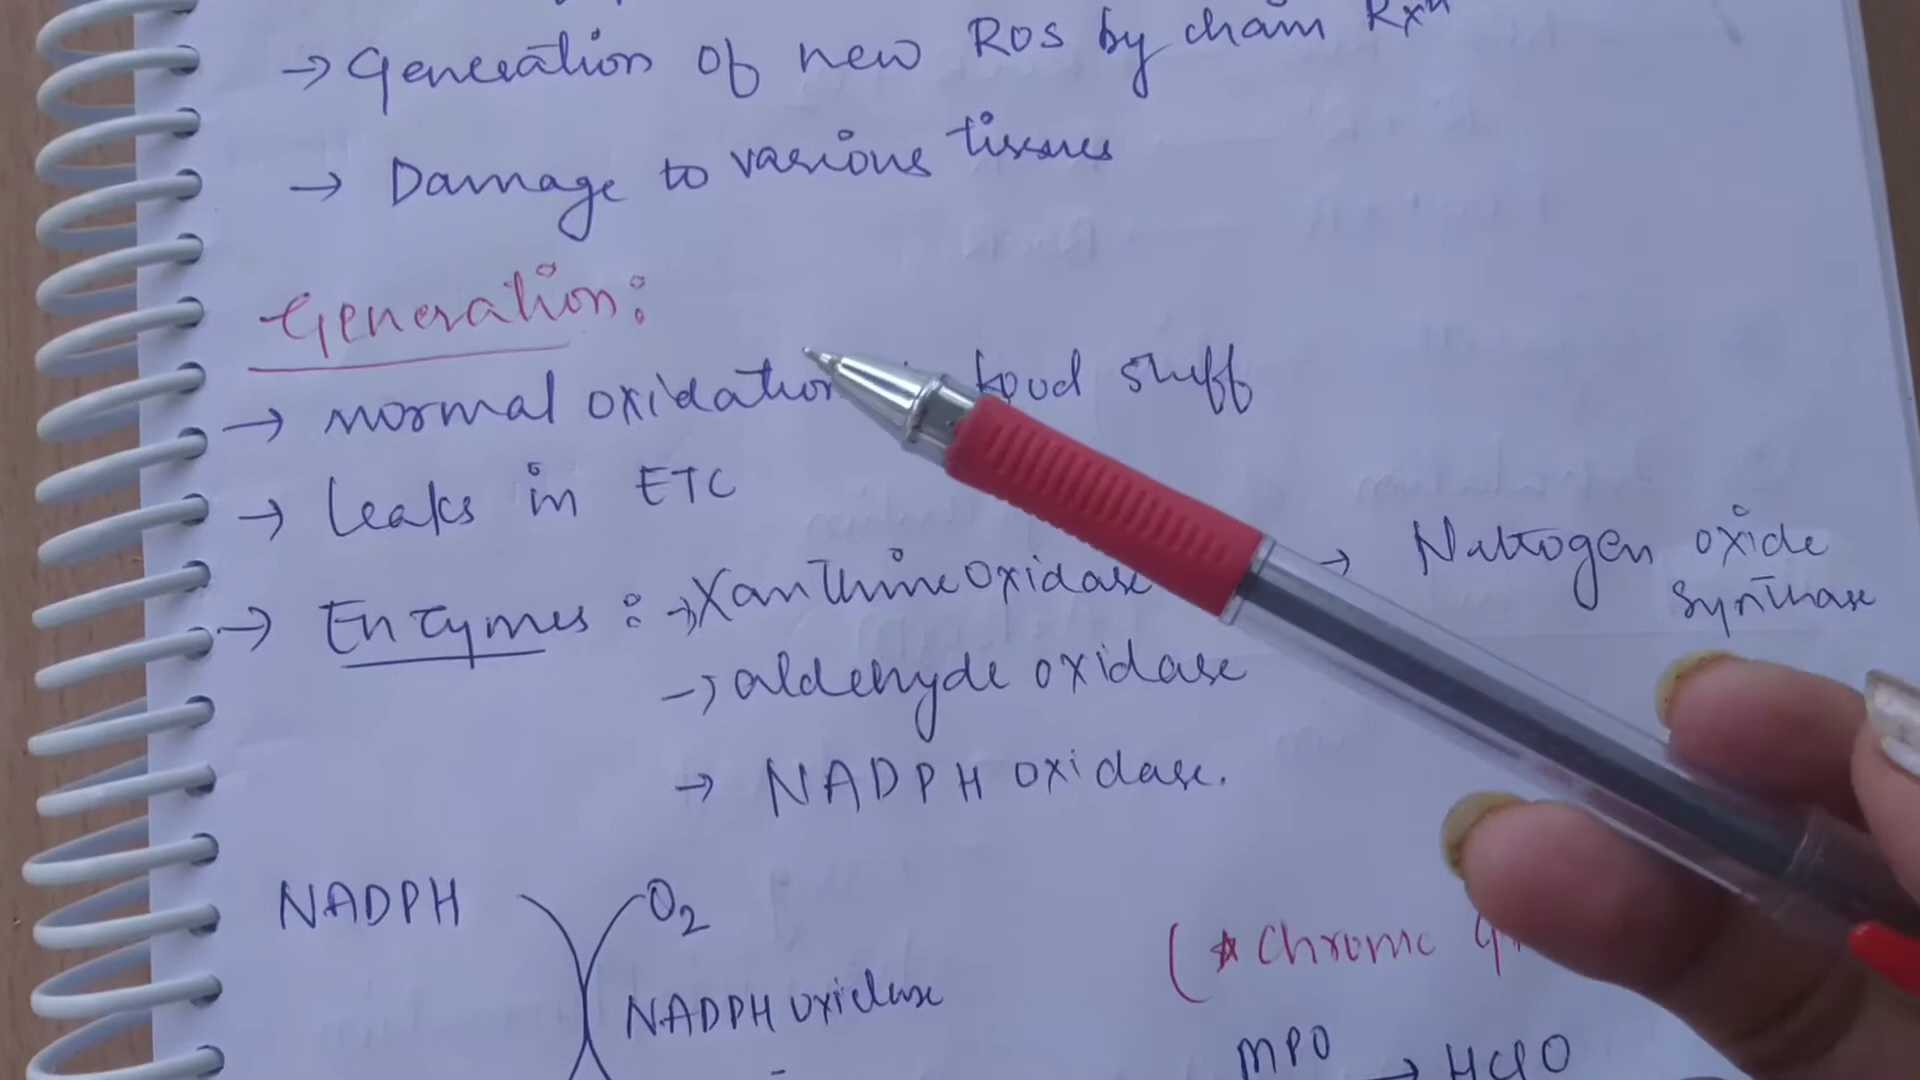 → Generation of new ROS by chain Rxn
→ Damage to various tissues
Generation:
→ normal oxidation food stuff
→ Leaks in ETC
→ Enzymes : → Xanthine Oxidase → Nitrogen oxide synthase
→ aldehyde oxidase
→ NADPH oxidase.
NADPH O2
NADPH oxidase
(* Chronic
MPO
→ HClO